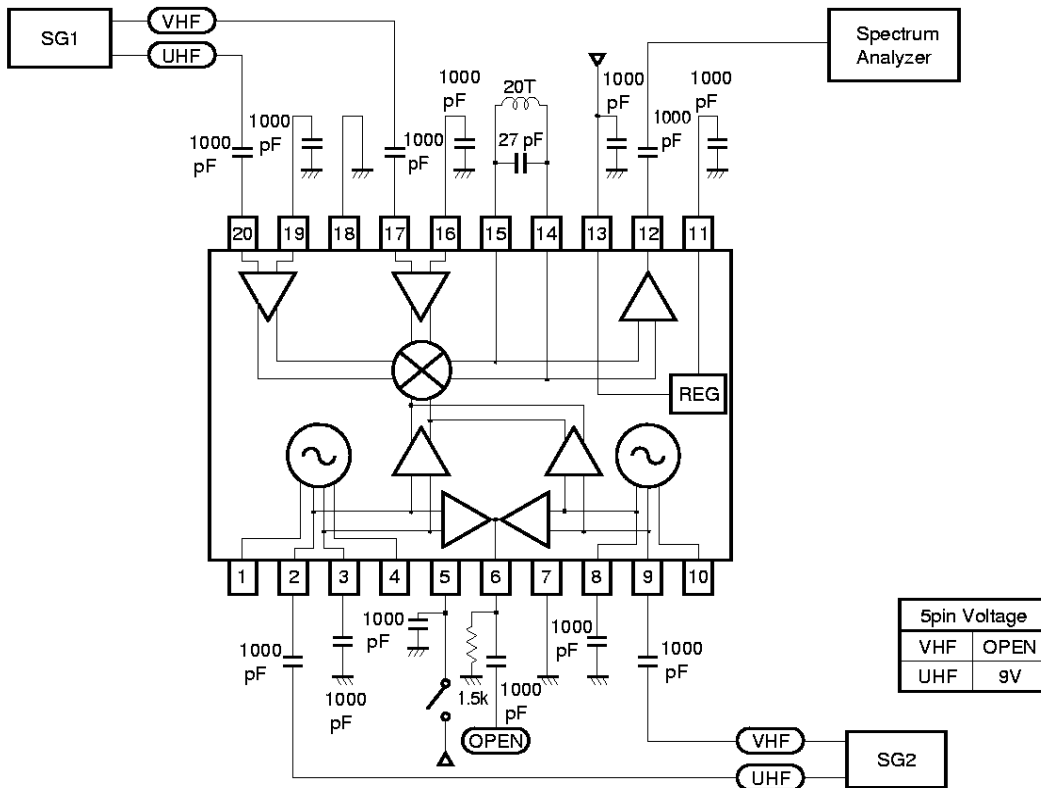 SG1
VHF
UHF
Spectrum
Analyzer
1000
pF
1000
pF
1000
pF
1000
pF
20T
27 pF
1000
pF
1000
pF
1000
pF
20 19 18 17 16 15 14 13 12 11
REG
1 2 3 4 5 6 7 8 9 10
1000
pF
1000
pF
1000
pF
1.5k
1000
pF
OPEN
1000
pF
1000
pF
5pin Voltage
VHF OPEN
UHF 9V
VHF
UHF
SG2